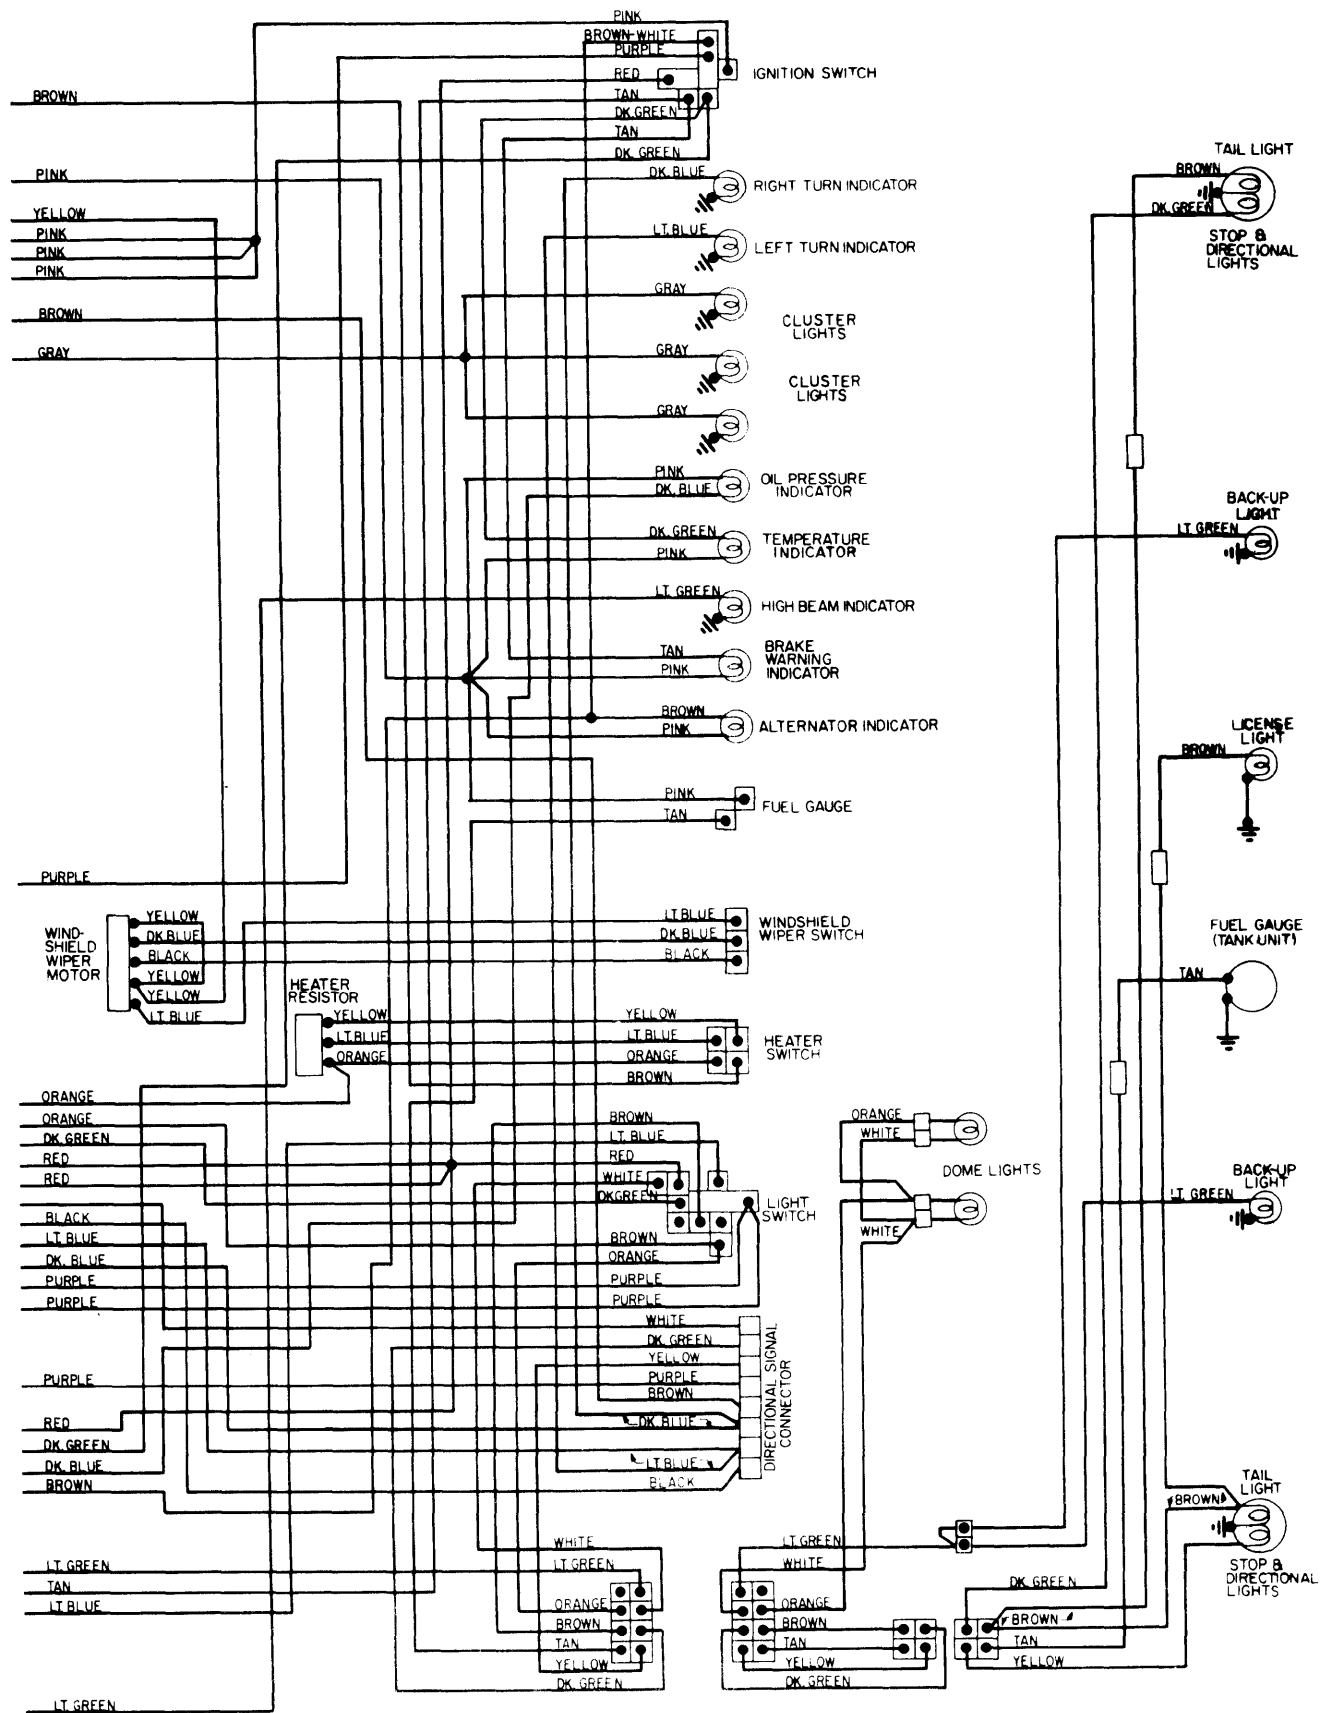 PINK
BROWN-WHITE
PURPLE
RED
TAN
DK. GREEN
TAN
DK. GREEN
IGNITION SWITCH
DK. BLUE
RIGHT TURN INDICATOR
LT. BLUE
LEFT TURN INDICATOR
GRAY
CLUSTER
LIGHTS
GRAY
CLUSTER
LIGHTS
GRAY
PINK
DK. BLUE
OIL PRESSURE
INDICATOR
DK. GREEN
PINK
TEMPERATURE
INDICATOR
LT. GREEN
HIGH BEAM INDICATOR
TAN
PINK
BRAKE
WARNING
INDICATOR
BROWN
PINK
ALTERNATOR INDICATOR
PINK
TAN
FUEL GAUGE
BROWN
PINK
YELLOW
PINK
PINK
PINK
BROWN
GRAY
PURPLE
WIND-
SHIELD
WIPER
MOTOR
YELLOW
DK. BLUE
BLACK
YELLOW
YELLOW
LT. BLUE
LT. BLUE
DK. BLUE
BLACK
WINDSHIELD
WIPER SWITCH
HEATER
RESISTOR
YELLOW
LT. BLUE
ORANGE
YELLOW
LT. BLUE
ORANGE
BROWN
HEATER
SWITCH
ORANGE
ORANGE
DK. GREEN
RED
RED
BLACK
LT. BLUE
DK. BLUE
PURPLE
PURPLE
PURPLE
RED
DK. GREEN
DK. BLUE
BROWN
LT. GREEN
TAN
LT. BLUE
LT. GREEN
BROWN
LT. BLUE
RED
WHITE
DK GREEN
BROWN
ORANGE
PURPLE
PURPLE
LIGHT
SWITCH
WHITE
DK. GREEN
YELLOW
PURPLE
BROWN
DK. BLUE
LT. BLUE
BLACK
DIRECTIONAL SIGNAL
CONNECTOR
WHITE
LT. GREEN
ORANGE
BROWN
TAN
YELLOW
DK. GREEN
ORANGE
WHITE
DOME LIGHTS
WHITE
LT. GREEN
WHITE
ORANGE
BROWN
TAN
YELLOW
DK. GREEN
DK. GREEN
BROWN
TAN
YELLOW
TAIL LIGHT
BROWN
DK. GREEN
STOP &
DIRECTIONAL
LIGHTS
BACK-UP
LIGHT
LT. GREEN
LICENSE
LIGHT
BROWN
FUEL GAUGE
(TANK UNIT)
TAN
BACK-UP
LIGHT
LT. GREEN
TAIL
LIGHT
BROWN
STOP &
DIRECTIONAL
LIGHTS